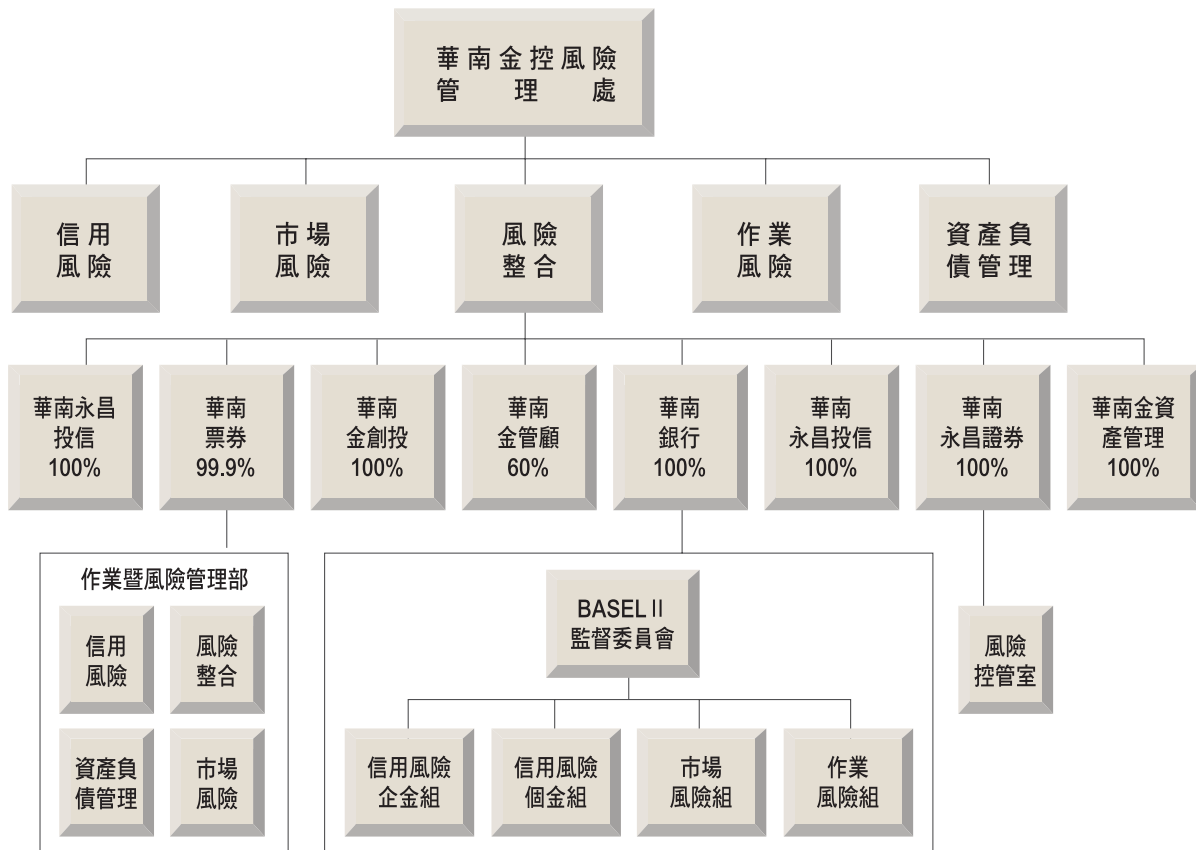 華南金控風險
管理處
信用
風險
市場
風險
風險
整合
作業
風險
資產負
債管理
華南永昌
投信
100%
華南
票券
99.9%
華南
金創投
100%
華南
金管顧
60%
華南
銀行
100%
華南
永昌投信
100%
華南
永昌證券
100%
華南金資
產管理
100%
作業暨風險管理部
信用
風險
風險
整合
資產負
債管理
市場
風險
BASEL II
監督委員會
信用風險
企金組
信用風險
個金組
市場
風險組
作業
風險組
風險
控管室